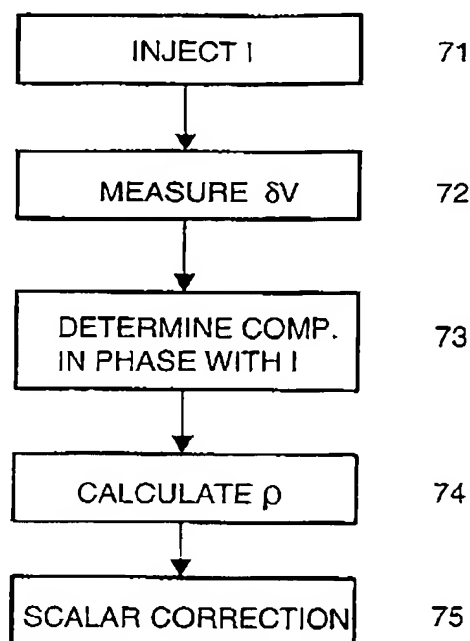 INJECT I 71
MEASURE δV 72
DETERMINE COMP.
IN PHASE WITH I 73
CALCULATE ρ 74
SCALAR CORRECTION 75